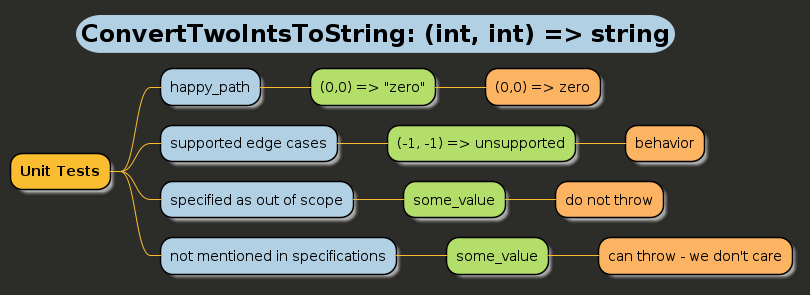 ConvertTwoIntsToString: (int, int) => string
happy_path
(0,0) => "zero"
(0,0) => zero
supported edge cases
(-1, -1) => unsupported
behavior
Unit Tests
specified as out of scope
some_value
do not throw
not mentioned in specifications
some_value
can throw - we don't care